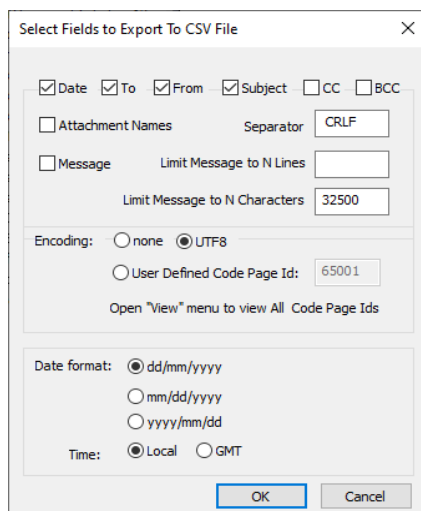 Select Fields to Export To CSV File
Date To From Subject CC BCC
Attachment Names Separator CRLF
Message Limit Message to N Lines
Limit Message to N Characters 32500
Encoding: none UTF8
User Defined Code Page Id: 65001
Open "View" menu to view All Code Page Ids
Date format: dd/mm/yyyy
mm/dd/yyyy
yyyy/mm/dd
Time: Local GMT
OK Cancel